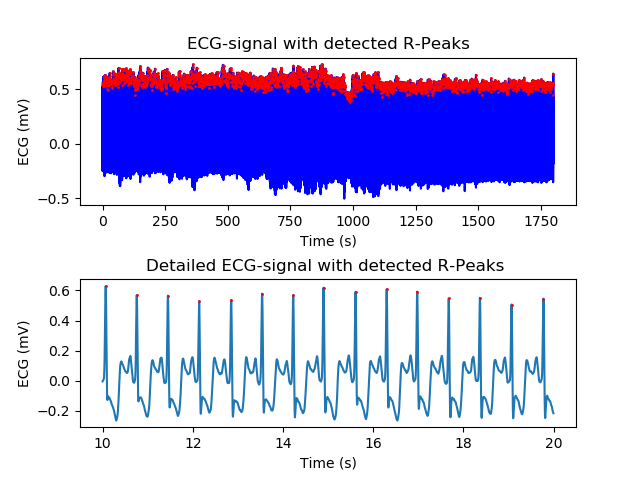 ECG-signal with detected R-Peaks
ECG (mV)
0.5
0.0
−0.5
0 250 500 750 1000 1250 1500 1750
Time (s)
Detailed ECG-signal with detected R-Peaks
ECG (mV)
0.6
0.4
0.2
0.0
−0.2
10 12 14 16 18 20
Time (s)